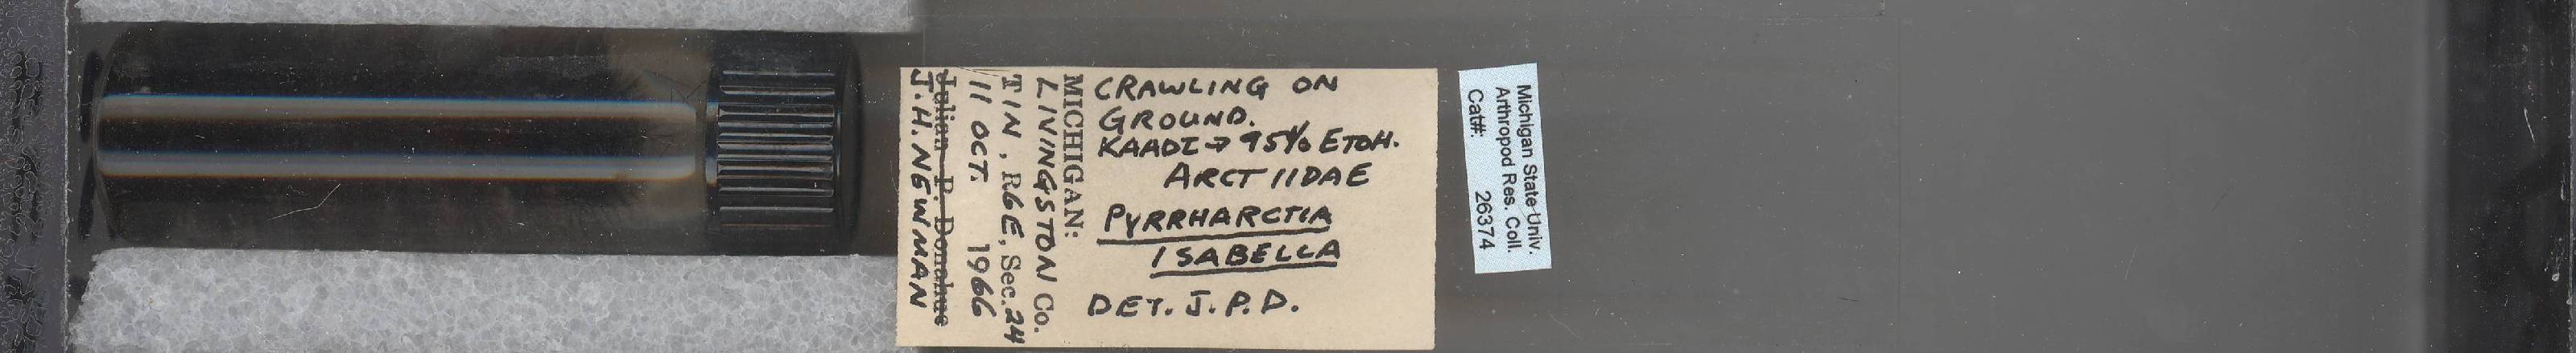 CRAWLING ON
GROUND.
KAADI→95% ETOH.
ARCTIIDAE
PYRRHARCTIA
ISABELLA
DET. J.P.D.
MICHIGAN:
LIVINGSTON Co.
T1N, R6E, Sec. 24
11 OCT. 1966
Julian P. Donahue
J.H. NEWMAN
Michigan State Univ.
Arthropod Res. Coll.
Cat#: 26374